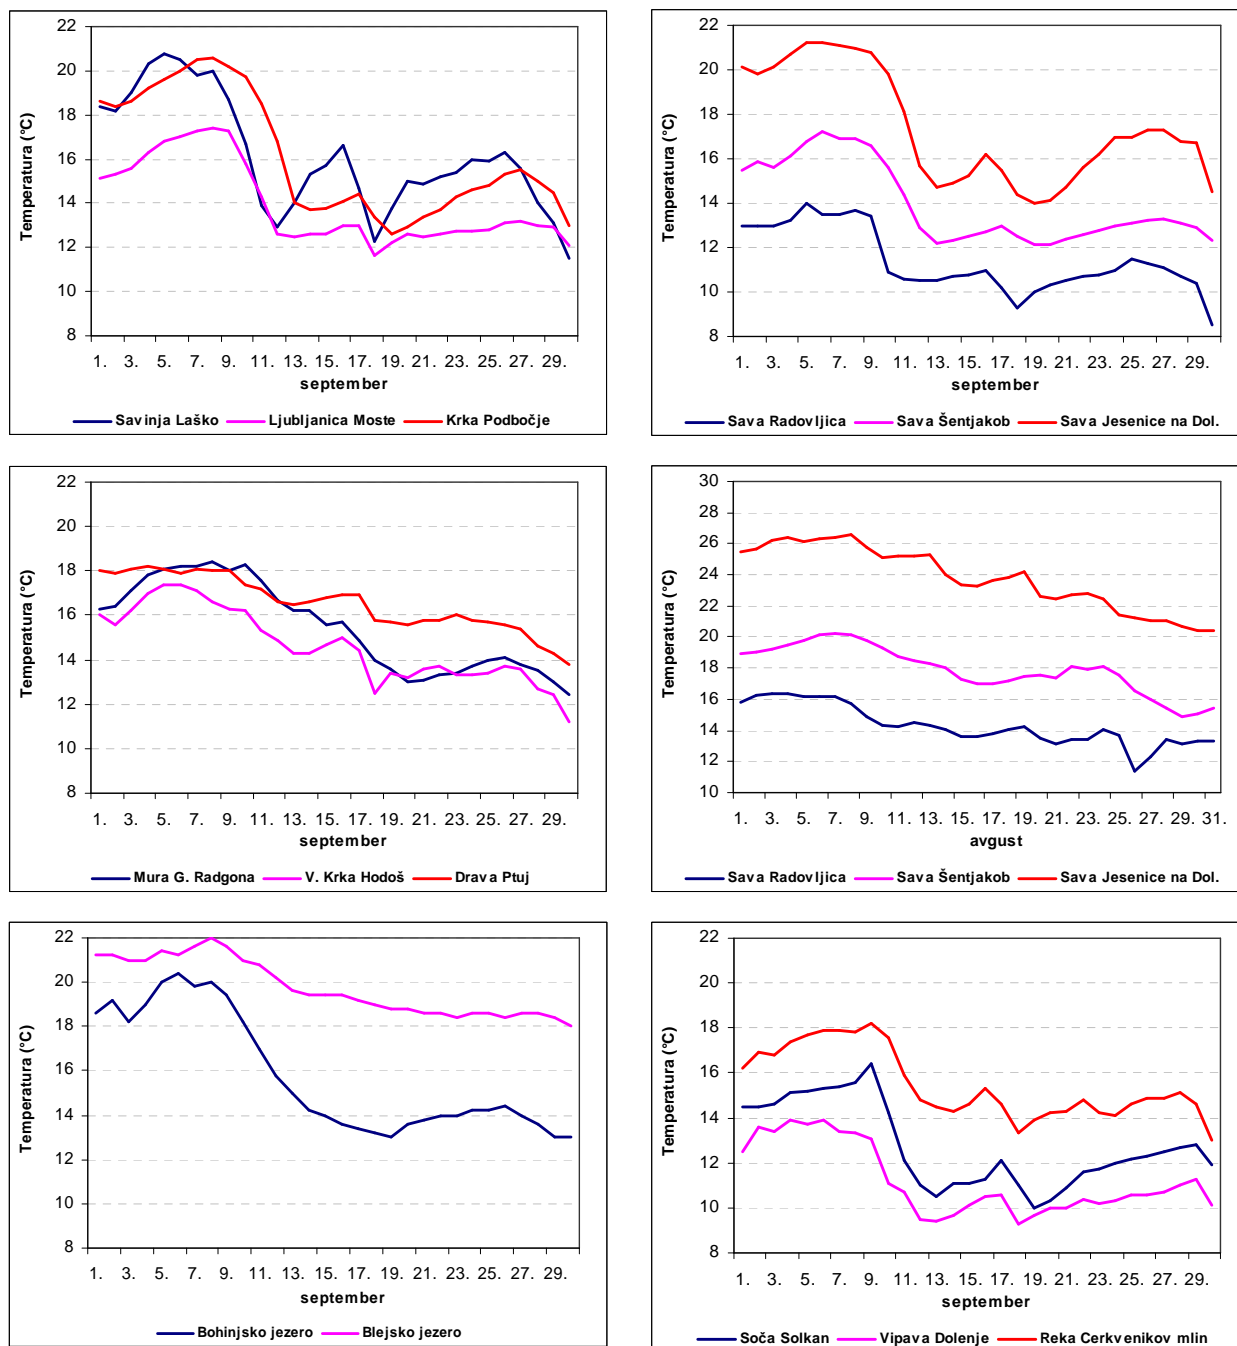 22
20
18
16
14
12
10
8
Temperatura (°C)
1. 3. 5. 7. 9. 11. 13. 15. 17. 19. 21. 23. 25. 27. 29.
september
Savinja Laško Ljubljanica Moste Krka Podbočje
22
20
18
16
14
12
10
8
Temperatura (°C)
1. 3. 5. 7. 9. 11. 13. 15. 17. 19. 21. 23. 25. 27. 29.
september
Sava Radovljica Sava Šentjakob Sava Jesenice na Dol.
22
20
18
16
14
12
10
8
Temperatura (°C)
1. 3. 5. 7. 9. 11. 13. 15. 17. 19. 21. 23. 25. 27. 29.
september
Mura G. Radgona V. Krka Hodoš Drava Ptuj
30
28
26
24
22
20
18
16
14
12
10
Temperatura (°C)
1. 3. 5. 7. 9. 11. 13. 15. 17. 19. 21. 23. 25. 27. 29. 31.
avgust
Sava Radovljica Sava Šentjakob Sava Jesenice na Dol.
22
20
18
16
14
12
10
8
Temperatura (°C)
1. 3. 5. 7. 9. 11. 13. 15. 17. 19. 21. 23. 25. 27. 29.
september
Bohinjsko jezero Blejsko jezero
22
20
18
16
14
12
10
8
Temperatura (°C)
1. 3. 5. 7. 9. 11. 13. 15. 17. 19. 21. 23. 25. 27. 29.
september
Soča Solkan Vipava Dolenje Reka Cerkvenikov mlin